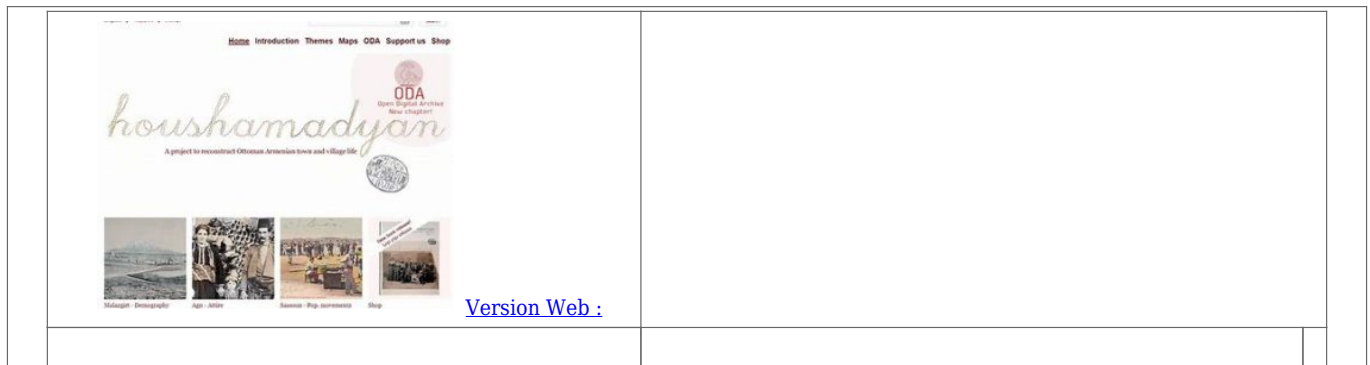 Home Introduction Themes Maps ODA Support us Shop
ODA
Open Digital Archive
New chapter!
houshamadyan
A project to reconstruct Ottoman Armenian town and village life
Malazgirt - Demography Agn - Attire Sassoun - Pop. movements Shop
Version Web :